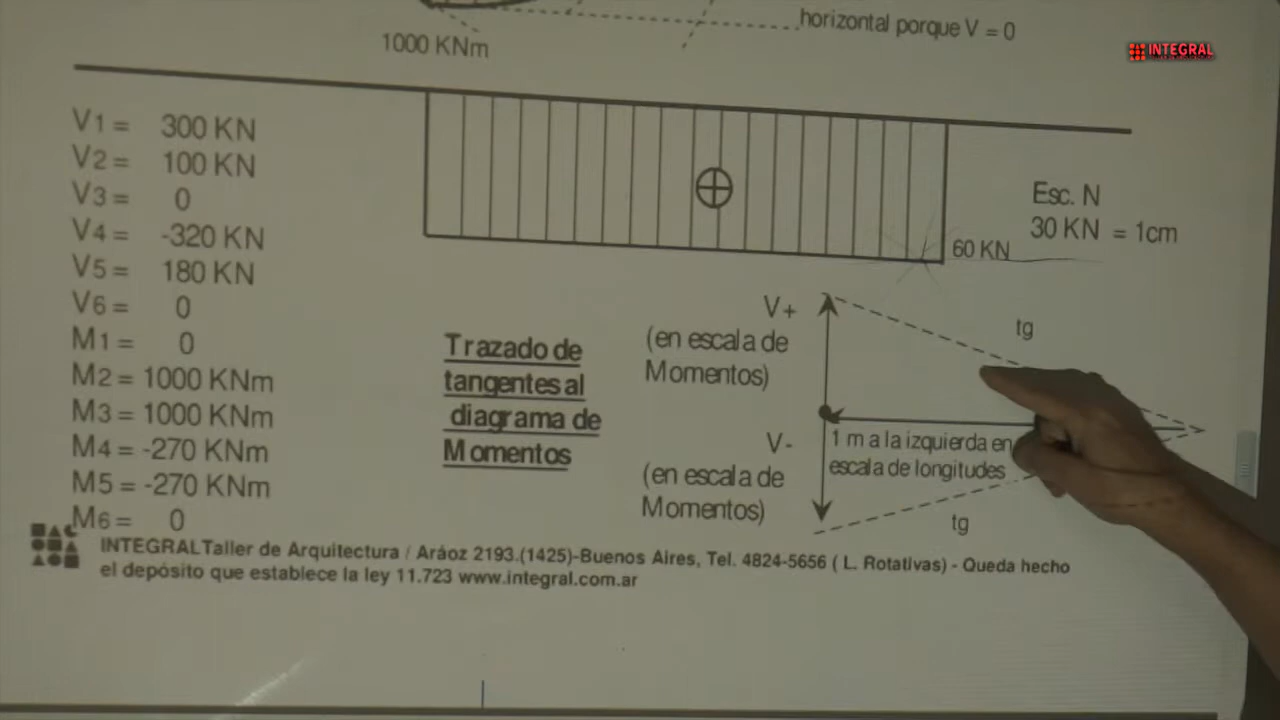 horizontal porque V = 0
1000 KNm
INTEGRAL
V1 = 300 KN
V2 = 100 KN
V3 = 0
V4 = -320 KN
V5 = 180 KN
V6 = 0
M1 = 0
M2 = 1000 KNm
M3 = 1000 KNm
M4 = -270 KNm
M5 = -270 KNm
M6 = 0
Esc. N
30 KN = 1cm
60 KN
Trazado de
tangentes al
diagrama de
Momentos
V+
(en escala de
Momentos)
V-
(en escala de
Momentos)
tg
1 m a la izquierda en
escala de longitudes
tg
INTEGRAL Taller de Arquitectura / Aráoz 2193.(1425)-Buenos Aires, Tel. 4824-5656 ( L. Rotativas) - Queda hecho
el depósito que establece la ley 11.723 www.integral.com.ar